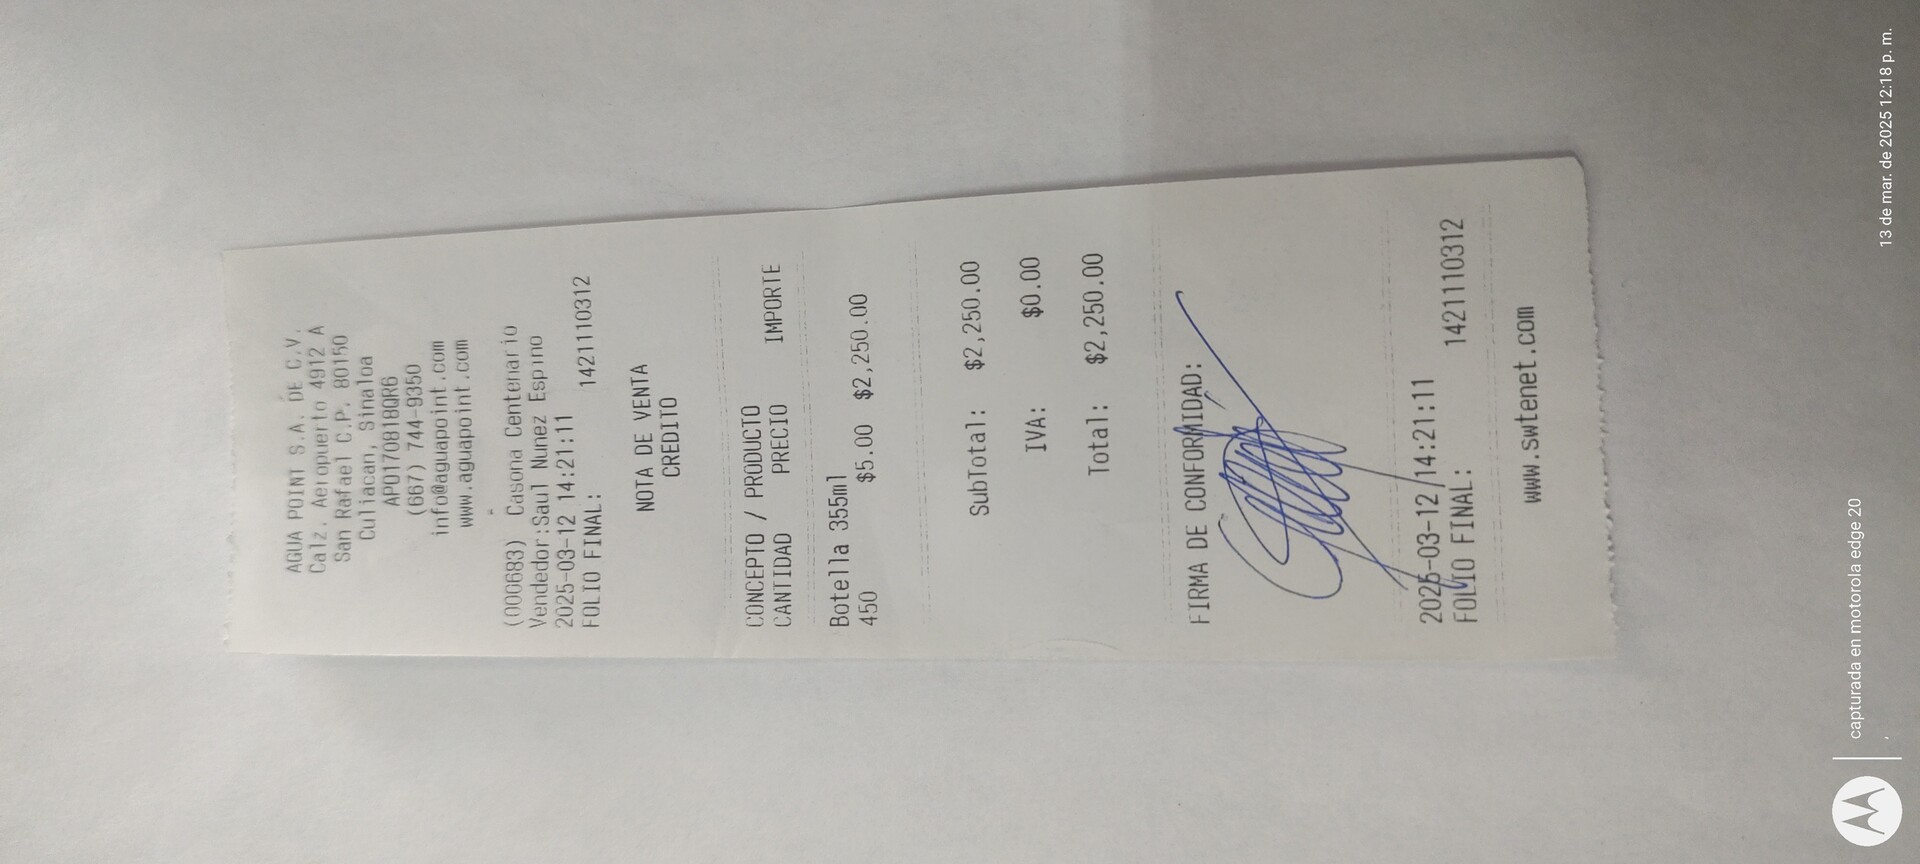 AGUA POINT S.A. DE C.V.
Calz. Aeropuerto 4912 A
San Rafael C.P. 80150
Culiacan, Sinaloa
APO170818QR6
(667) 744-9350
info@aguapoint.com
www.aguapoint.com
(000683) Casona Centenario
Vendedor:Saul Nunez Espino
2025-03-12 14:21:11
FOLIO FINAL: 1421110312
NOTA DE VENTA
CREDITO
CONCEPTO / PRODUCTO
CANTIDAD PRECIO IMPORTE
Botella 355ml
450 $5.00 $2,250.00
SubTotal: $2,250.00
IVA: $0.00
Total: $2,250.00
FIRMA DE CONFORMIDAD:
2025-03-12 14:21:11
FOLIO FINAL: 1421110312
www.swtenet.com
capturada en motorola edge 20
13 de mar. de 2025 12:18 p. m.